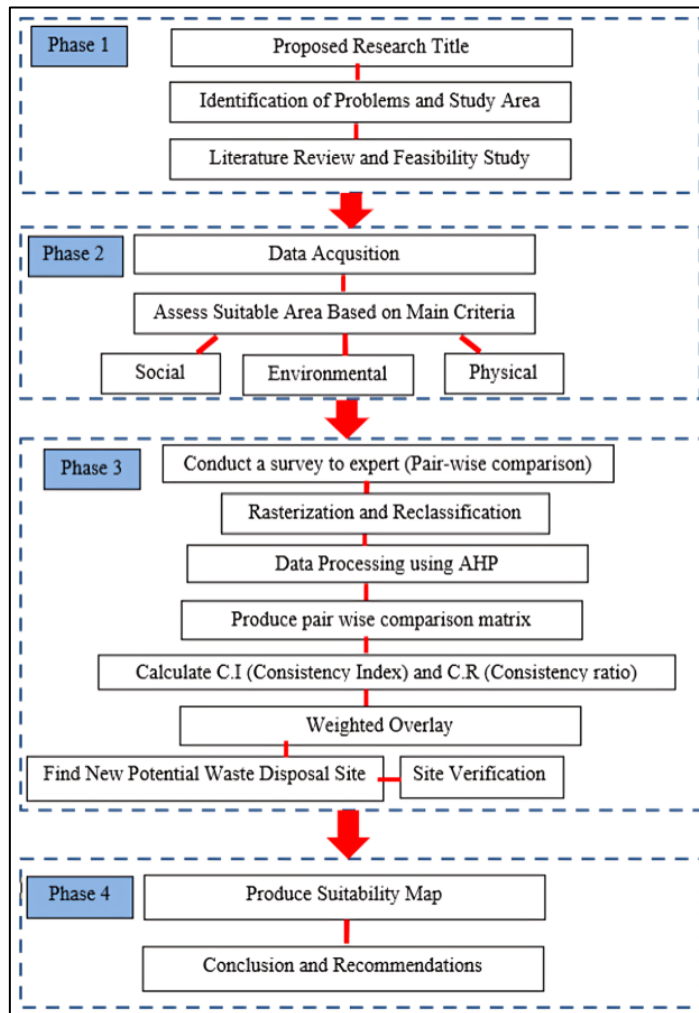 Phase 1
Proposed Research Title
Identification of Problems and Study Area
Literature Review and Feasibility Study
Phase 2
Data Acqusition
Assess Suitable Area Based on Main Criteria
Social
Environmental
Physical
Phase 3
Conduct a survey to expert (Pair-wise comparison)
Rasterization and Reclassification
Data Processing using AHP
Produce pair wise comparison matrix
Calculate C.I (Consistency Index) and C.R (Consistency ratio)
Weighted Overlay
Find New Potential Waste Disposal Site
Site Verification
Phase 4
Produce Suitability Map
Conclusion and Recommendations